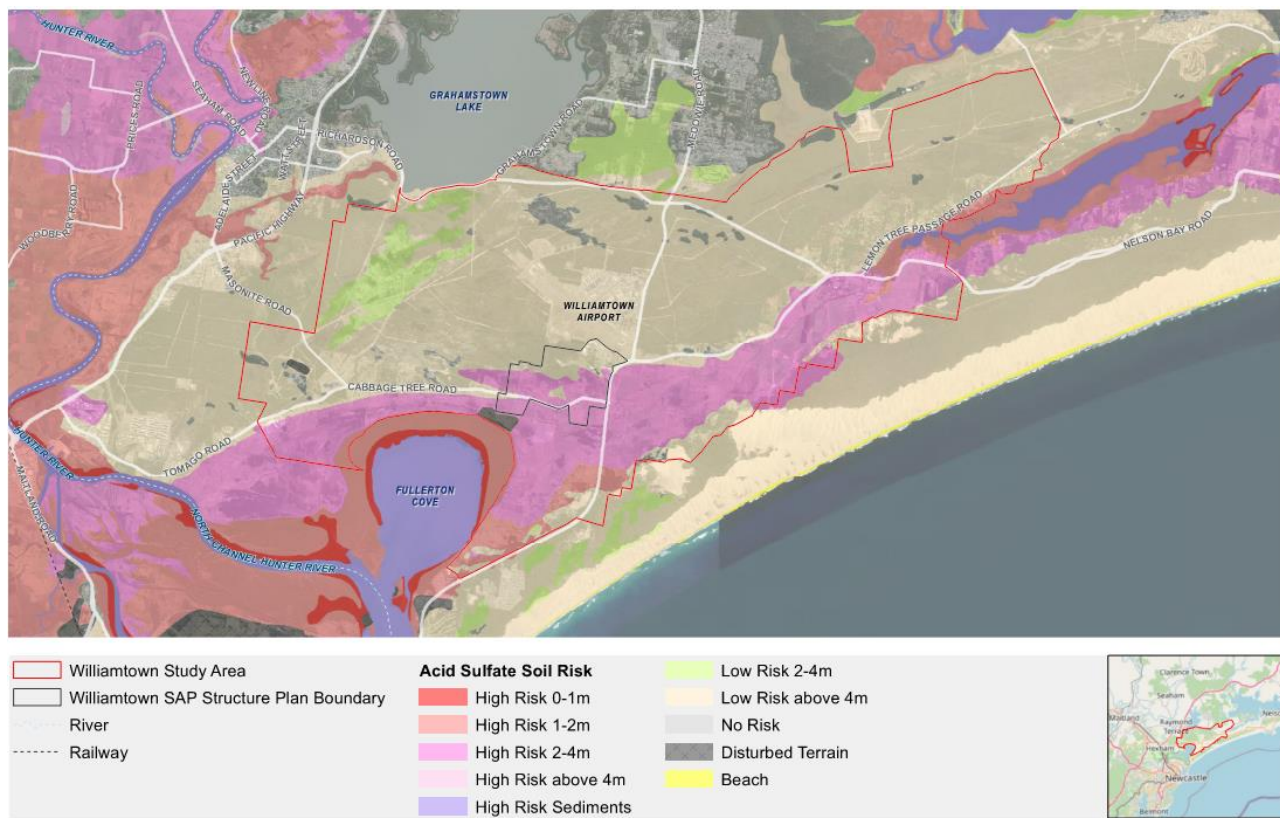 HUNTER RIVER
NEWLINE ROAD
SEAHAM ROAD
PRICES ROAD
GRAHAMSTOWN
LAKE
GRAHAMSTOWN ROAD
MEDOWIE ROAD
RICHARDSON ROAD
WATT STREET
ADELAIDE STREET
PACIFIC HIGHWAY
WOODBERRY ROAD
MASONITE ROAD
LEMON TREE PASSAGE ROAD
NELSON BAY ROAD
WILLIAMTOWN
AIRPORT
CABBAGE TREE ROAD
TOMAGO ROAD
HUNTER RIVER
MAITLAND ROAD
FULLERTON
COVE
NORTH CHANNEL HUNTER RIVER
Williamtown Study Area
Williamtown SAP Structure Plan Boundary
River
Railway
Acid Sulfate Soil Risk
High Risk 0-1m
High Risk 1-2m
High Risk 2-4m
High Risk above 4m
High Risk Sediments
Low Risk 2-4m
Low Risk above 4m
No Risk
Disturbed Terrain
Beach
Clarence Town
Seaham
Maitland
Raymond
Terrace
Hexham
Newcastle
Belmont